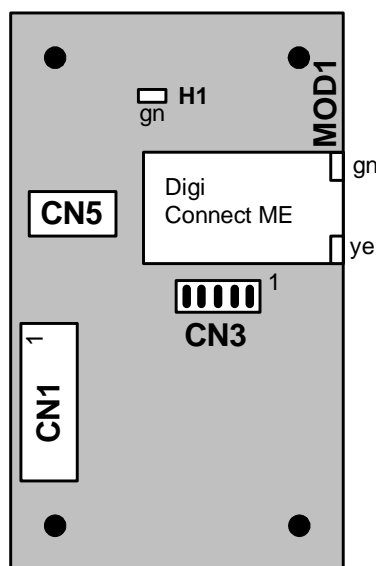 H1
gn
MOD1
gn
Digi
Connect ME
CN5
ye
1
CN3
1
CN1